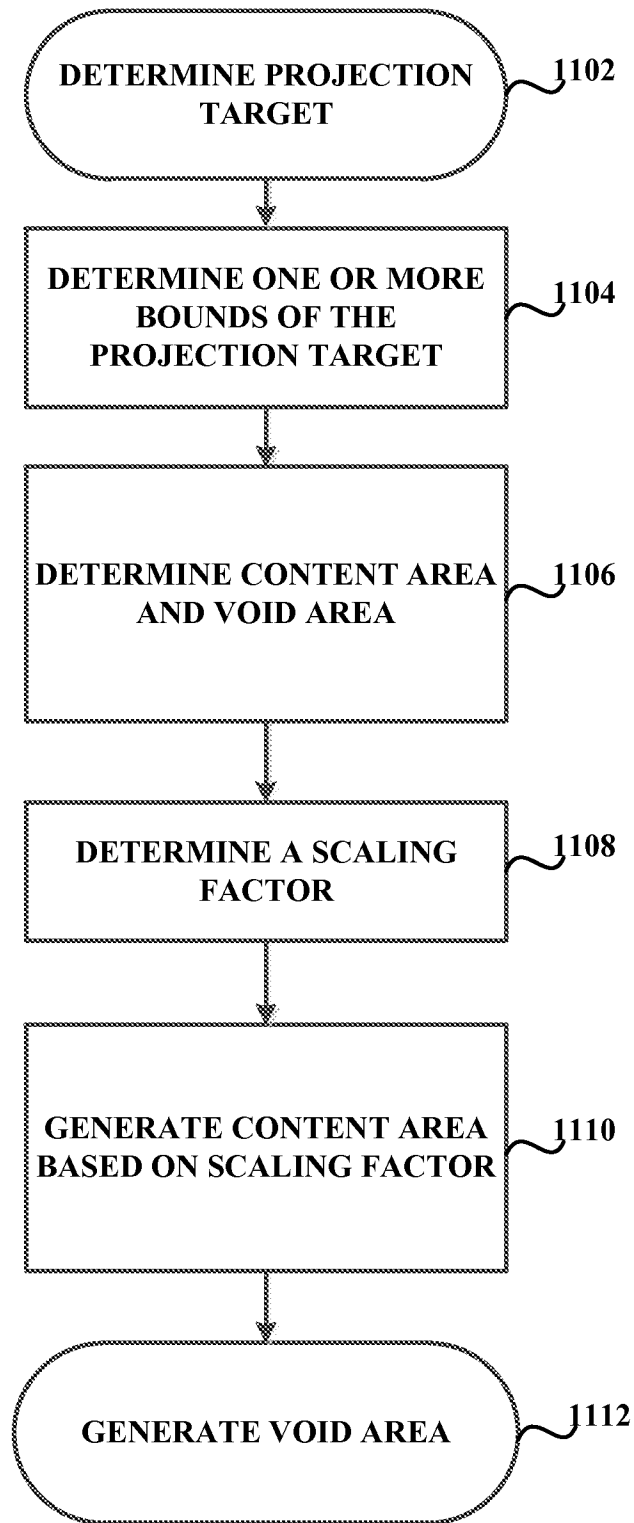 DETERMINE PROJECTION
TARGET
1102
DETERMINE ONE OR MORE
BOUNDS OF THE
PROJECTION TARGET
1104
DETERMINE CONTENT AREA
AND VOID AREA
1106
DETERMINE A SCALING
FACTOR
1108
GENERATE CONTENT AREA
BASED ON SCALING FACTOR
1110
GENERATE VOID AREA
1112